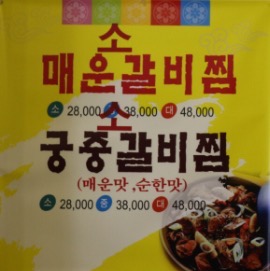 소
매운갈비찜
소 28,000 중 38,000 대 48,000
소
궁중갈비찜
(매운맛 ,순한맛)
소 28,000 중 38,000 대 48,000